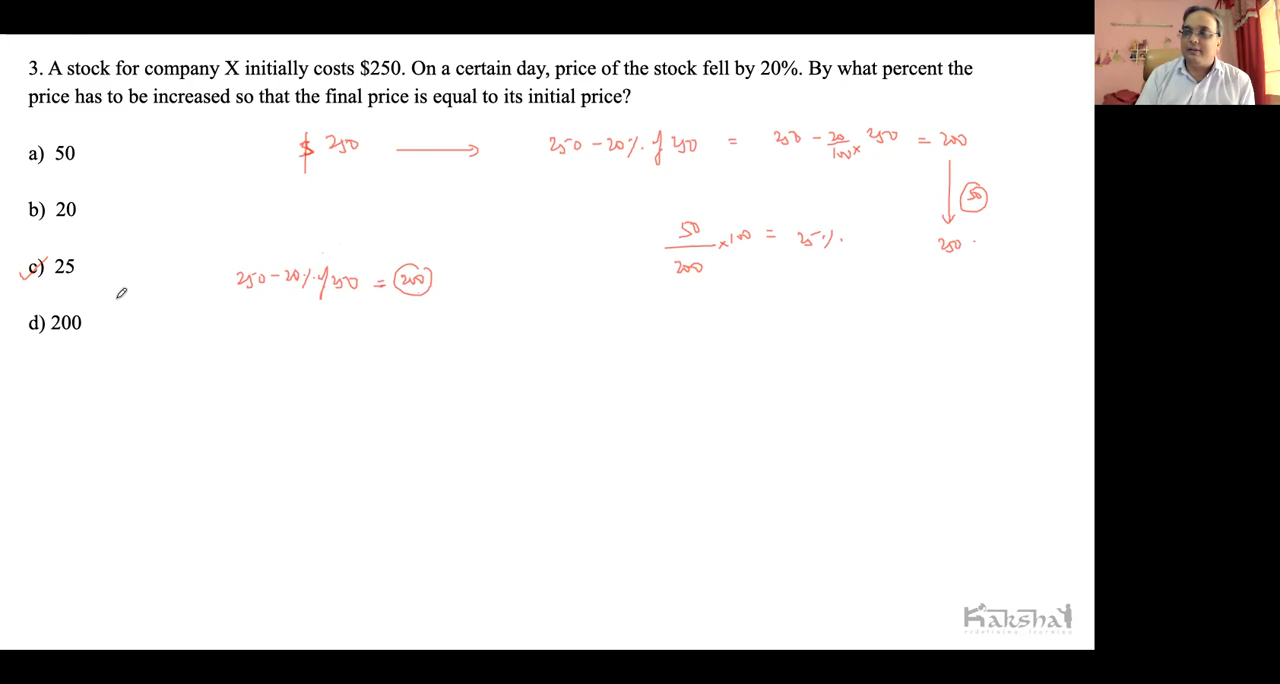 3. A stock for company X initially costs $250. On a certain day, price of the stock fell by 20%. By what percent the
price has to be increased so that the final price is equal to its initial price?
$ 250 → 250 - 20% of 250 = 250 - 20/100 × 250 = 200
a) 50
50
b) 20
50/200 × 100 = 25%.
250.
c) 25
250 - 20% of 250 = 200
d) 200
Kaksha
redefining learning